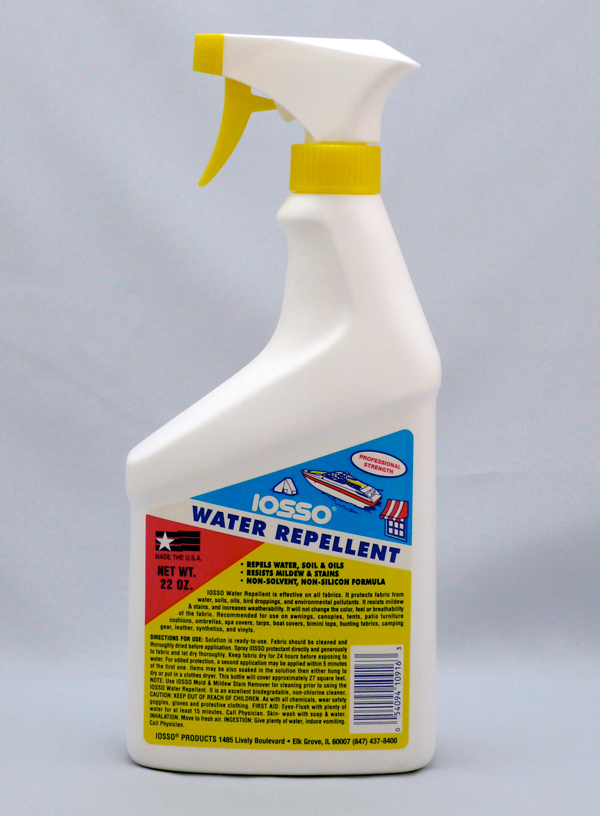 PROFESSIONAL
STRENGTH
IOSSO®
WATER REPELLENT
MADE THE U.S.A.
NET WT.
22 OZ.
• REPELS WATER, SOIL & OILS
• RESISTS MILDEW & STAINS
• NON-SOLVENT, NON-SILICON FORMULA
IOSSO Water Repellent is effective on all fabrics. It protects fabric from
water, soils, oils, bird droppings, and environmental pollutants. It resists mildew
& stains, and increases weatherability. It will not change the color, feel or breathability
of the fabric. Recommended for use on awnings, canopies, tents, patio furniture
cushions, umbrellas, spa covers, tarps, boat covers, bimini tops, hunting fabrics, camping
gear, leather, synthetics, and vinyls.
DIRECTIONS FOR USE: Solution is ready-to-use. Fabric should be cleaned and
thoroughly dried before application. Spray IOSSO protectant directly and generously
to fabric and let dry thoroughly. Keep fabric dry for 24 hours before exposing to
water. For added protection, a second application may be applied within 5 minutes
of the first one. Items may be also soaked in the solution then either hung to
dry or put in a clothes dryer. This bottle will cover approximately 27 square feet.
NOTE: Use IOSSO Mold & Mildew Stain Remover for cleaning prior to using the
IOSSO Water Repellent. It is an excellent biodegradable, non-chlorine cleaner.
CAUTION: KEEP OUT OF REACH OF CHILDREN. As with all chemicals, wear safety
goggles, gloves and protective clothing. FIRST AID: Eyes-Flush with plenty of
water for at least 15 minutes. Call Physician. Skin- wash with soap & water.
INHALATION: Move to fresh air. INGESTION: Give plenty of water, induce vomiting.
Call Physician.
0 54094 10916 3
IOSSO® PRODUCTS 1485 Lively Boulevard • Elk Grove, IL 60007 (847) 437-8400